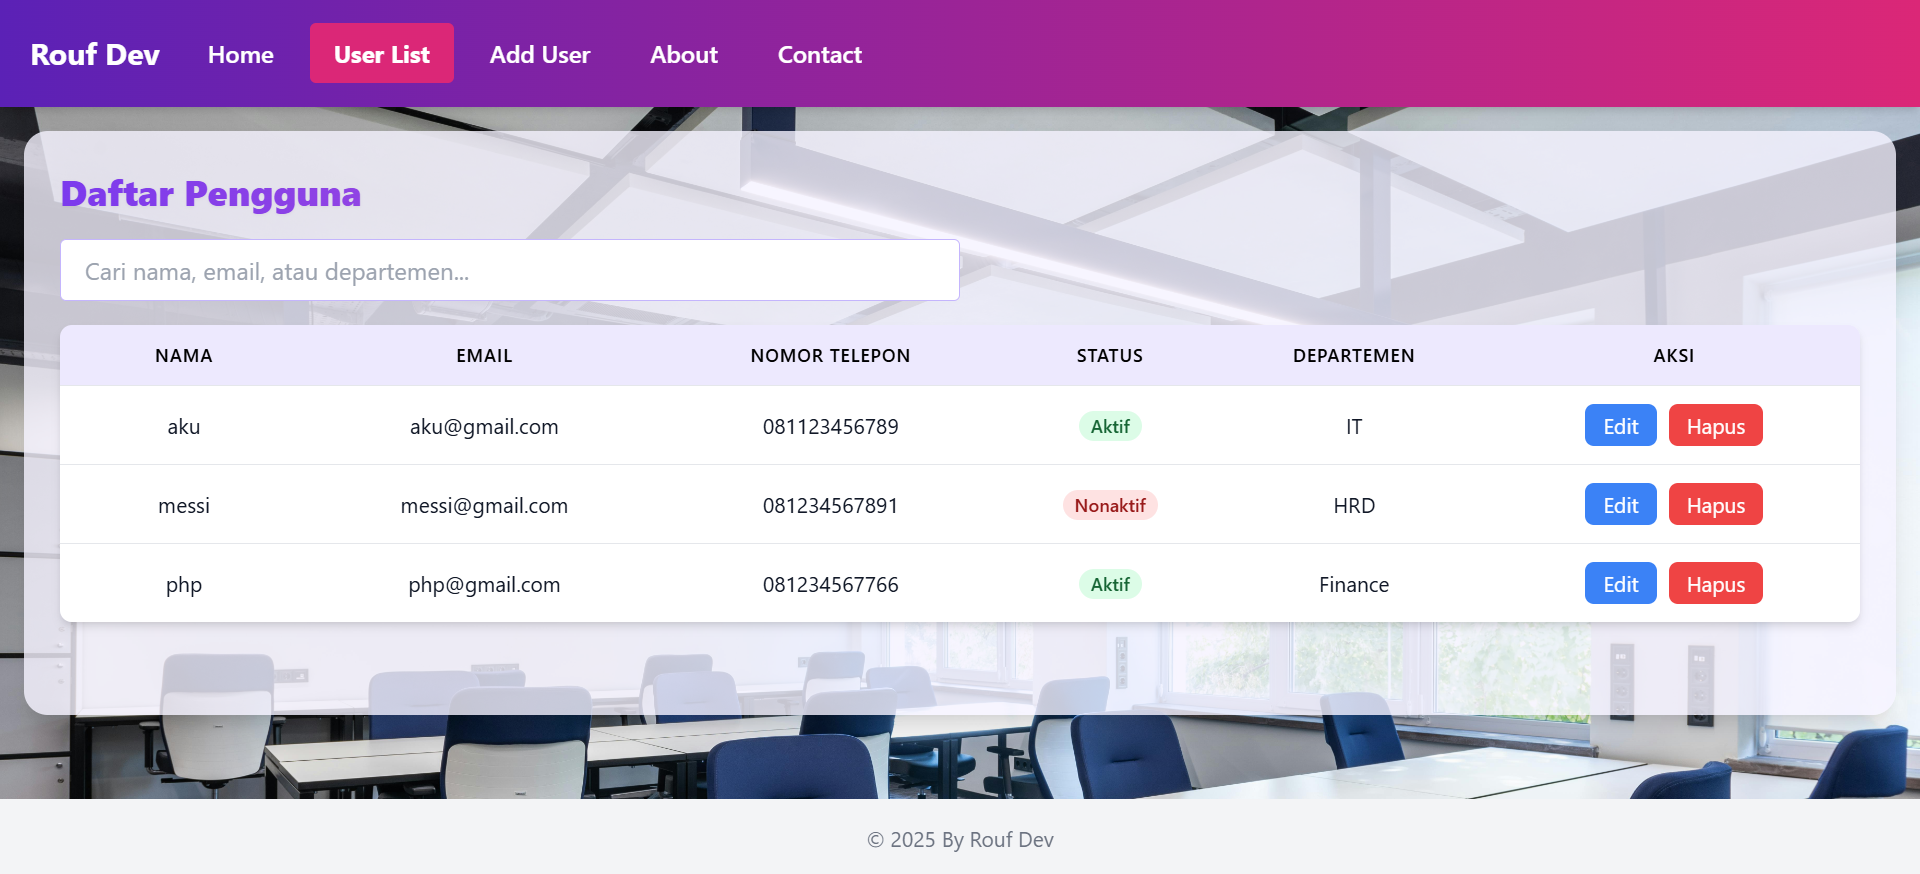 Rouf Dev Home User List Add User About Contact
Daftar Pengguna
Cari nama, email, atau departemen...
NAMA EMAIL NOMOR TELEPON STATUS DEPARTEMEN AKSI
aku aku@gmail.com 081123456789 Aktif IT Edit Hapus
messi messi@gmail.com 081234567891 Nonaktif HRD Edit Hapus
php php@gmail.com 081234567766 Aktif Finance Edit Hapus
© 2025 By Rouf Dev